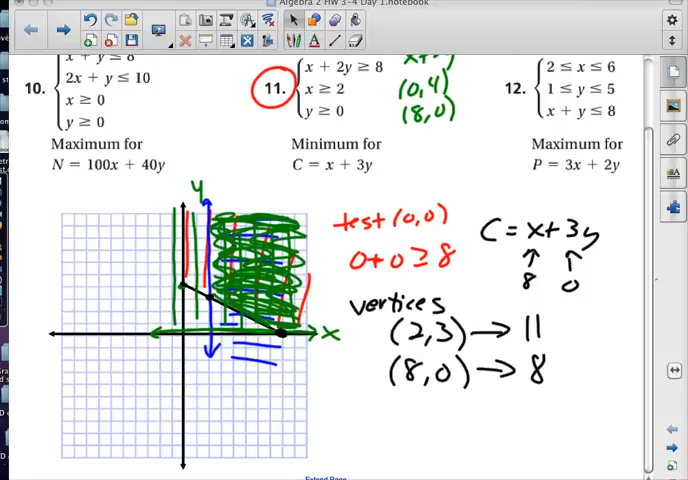 Algebra 2 HW 3-4 Day 1.notebook
10.
x + y ≤ 8
2x + y ≤ 10
x ≥ 0
y ≥ 0
Maximum for
N = 100x + 40y
11.
x + 2y ≥ 8
x ≥ 2
y ≥ 0
Minimum for
C = x + 3y
(0,4)
(8,0)
12.
2 ≤ x ≤ 6
1 ≤ y ≤ 5
x + y ≤ 8
Maximum for
P = 3x + 2y
y
x
test (0,0)
0+0 ≥ 8
C = x+3y
8 0
vertices
(2,3) → 11
(8,0) → 8
Extend Page